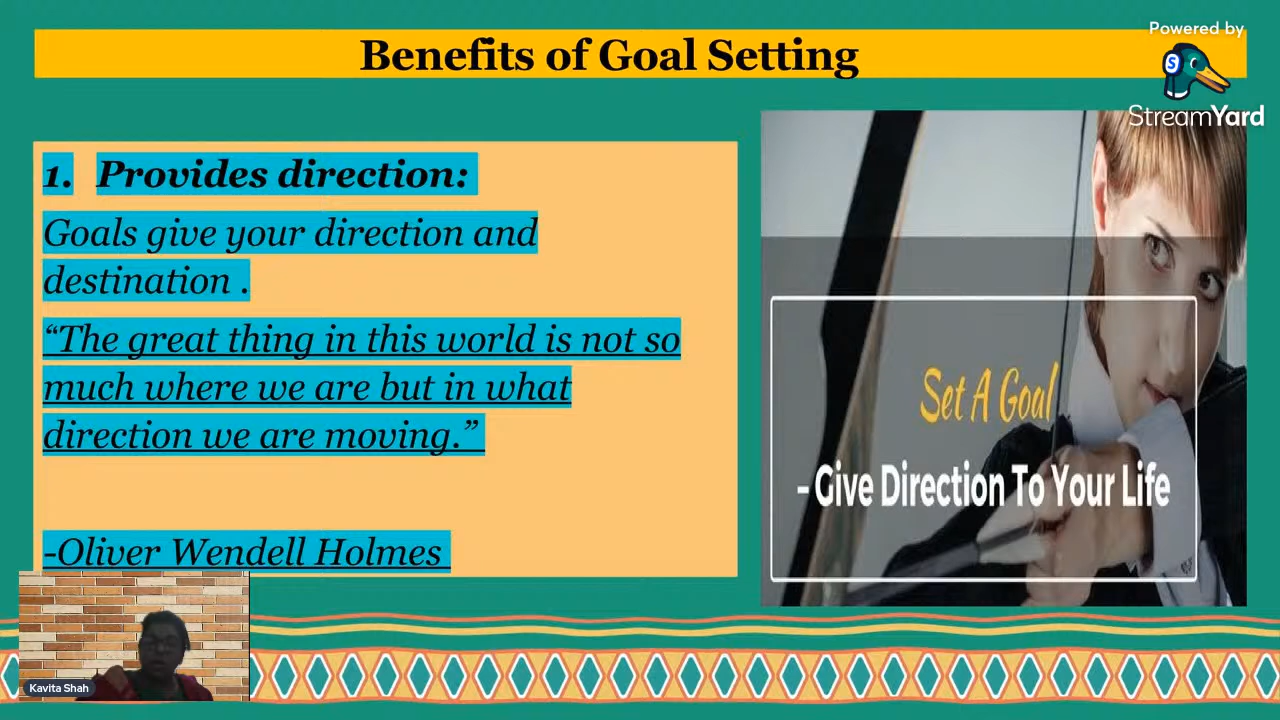 Benefits of Goal Setting
Powered by
S
StreamYard
1. Provides direction:
Goals give your direction and
destination .
“The great thing in this world is not so
much where we are but in what
direction we are moving.”
-Oliver Wendell Holmes
Set A Goal
- Give Direction To Your Life
Kavita Shah